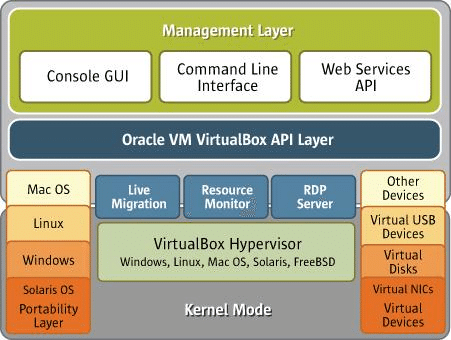 Management Layer
Console GUI
Command Line
Interface
Web Services
API
Oracle VM VirtualBox API Layer
Mac OS
Linux
Windows
Solaris OS
Portability
Layer
Live
Migration
Resource
Monitor
RDP
Server
VirtualBox Hypervisor
Windows, Linux, Mac OS, Solaris, FreeBSD
Kernel Mode
Other
Devices
Virtual USB
Devices
Virtual
Disks
Virtual NICs
Virtual
Devices